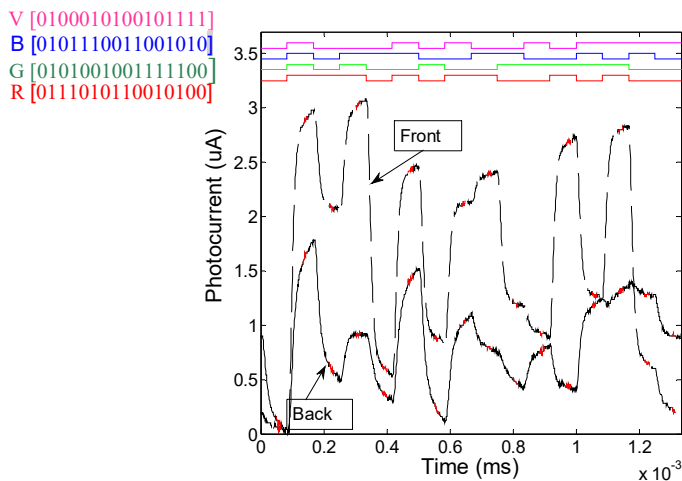 V [0100010100101111]
B [0101110011001010]
G [0101001001111100]
R [0111010110010100]
3.5
3
2.5
2
1.5
1
0.5
0
Photocurrent (uA)
Front
Back
0 0.2 0.4 0.6 0.8 1.0 1.2
Time (ms)
x 10⁻³